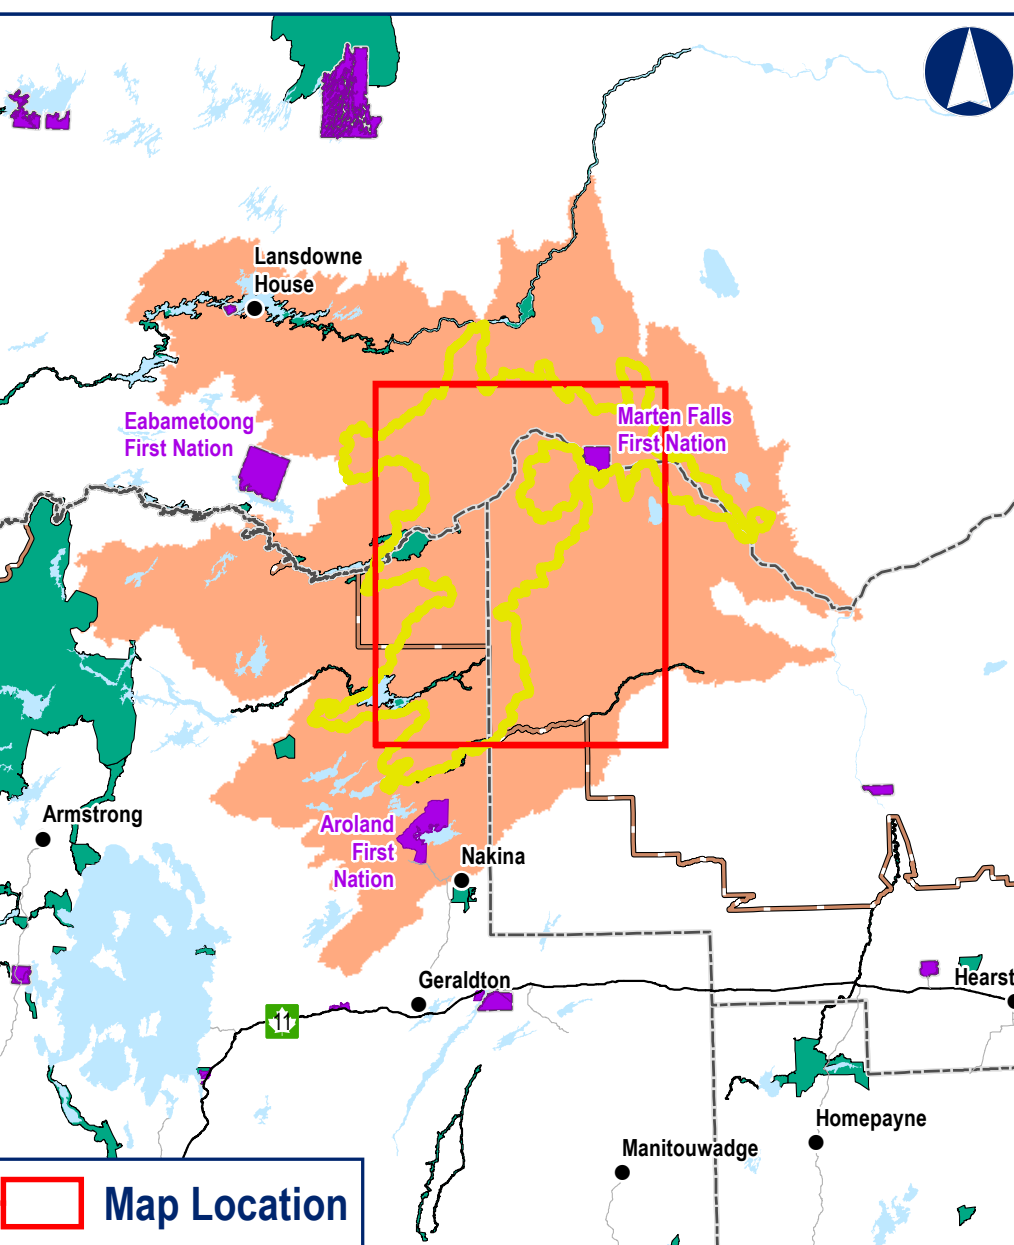 Lansdowne
House
Eabametoong
First Nation
Marten Falls
First Nation
Armstrong
Aroland
First
Nation
Nakina
Geraldton
Hearst
11
Homepayne
Manitouwadge
Map Location